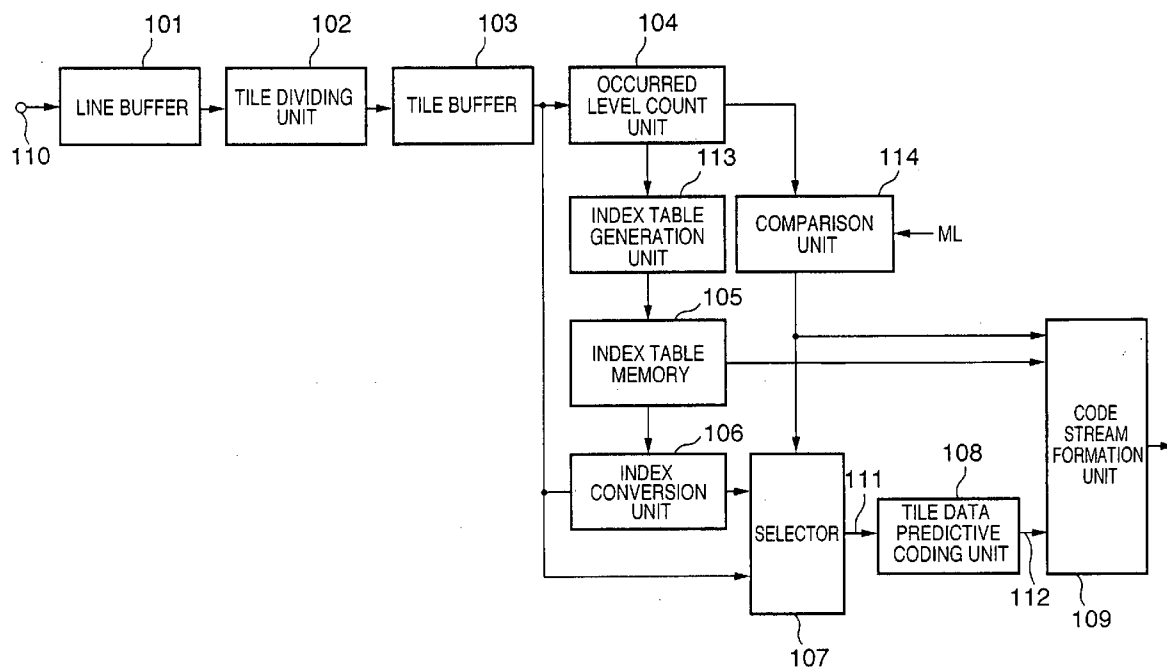 101
102
103
104
LINE BUFFER
TILE DIVIDING
UNIT
TILE BUFFER
OCCURRED
LEVEL COUNT
UNIT
110
113
114
INDEX TABLE
GENERATION
UNIT
COMPARISON
UNIT
ML
105
INDEX TABLE
MEMORY
106
INDEX
CONVERSION
UNIT
SELECTOR
111
108
TILE DATA
PREDICTIVE
CODING UNIT
112
CODE
STREAM
FORMATION
UNIT
107
109